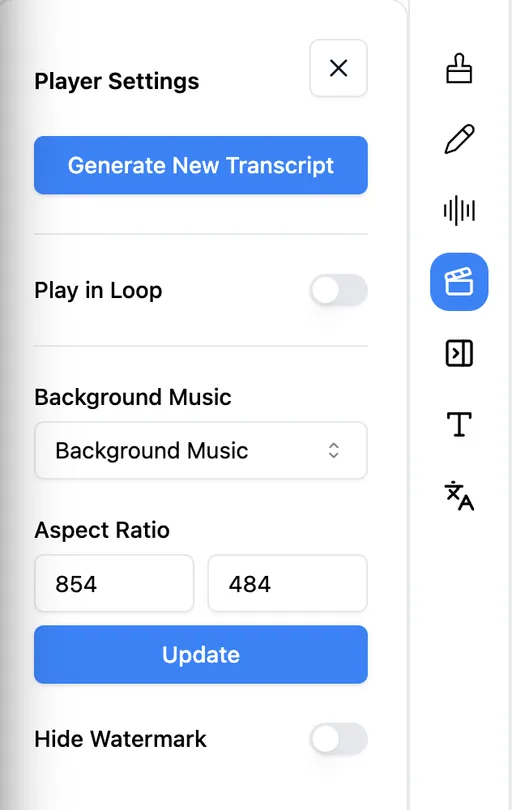 Player Settings
Generate New Transcript
Play in Loop
Background Music
Background Music
Aspect Ratio
854 484
Update
Hide Watermark